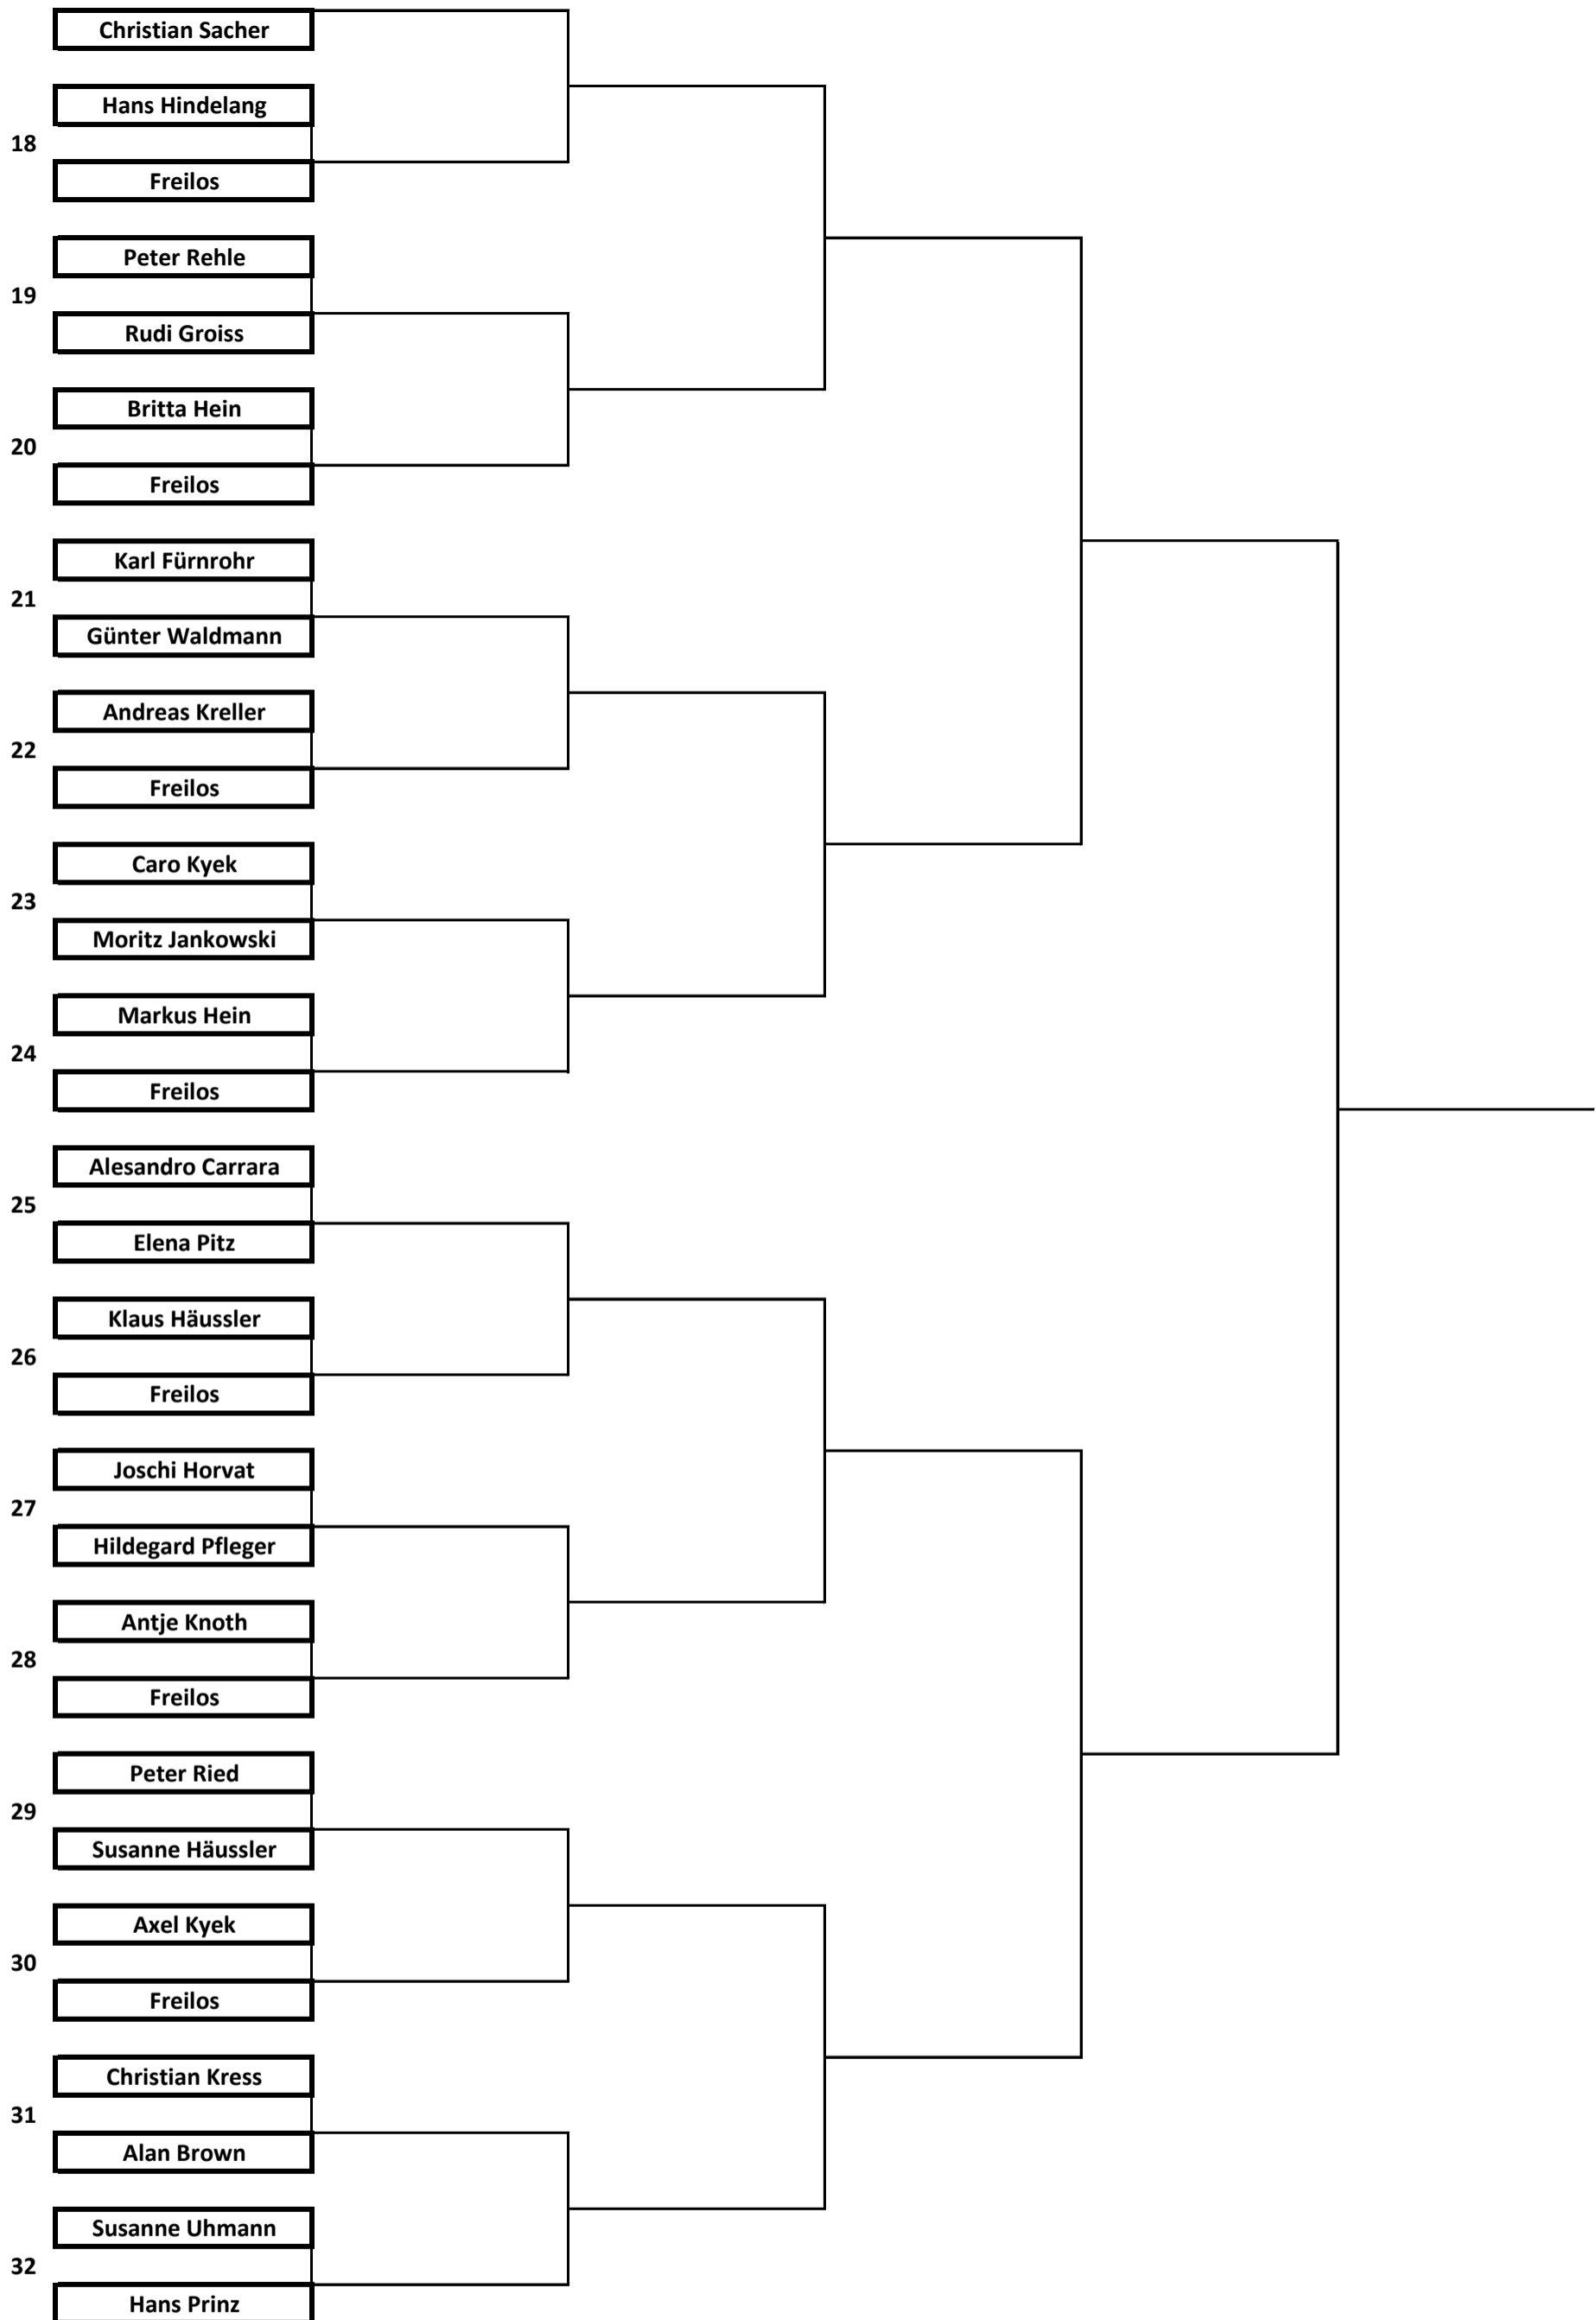 Christian Sacher
Hans Hindelang
18
Freilos
Peter Rehle
19
Rudi Groiss
Britta Hein
20
Freilos
Karl Fürnrohr
21
Günter Waldmann
Andreas Kreller
22
Freilos
Caro Kyek
23
Moritz Jankowski
Markus Hein
24
Freilos
Alesandro Carrara
25
Elena Pitz
Klaus Häussler
26
Freilos
Joschi Horvat
27
Hildegard Pfleger
Antje Knoth
28
Freilos
Peter Ried
29
Susanne Häussler
Axel Kyek
30
Freilos
Christian Kress
31
Alan Brown
Susanne Uhmann
32
Hans Prinz